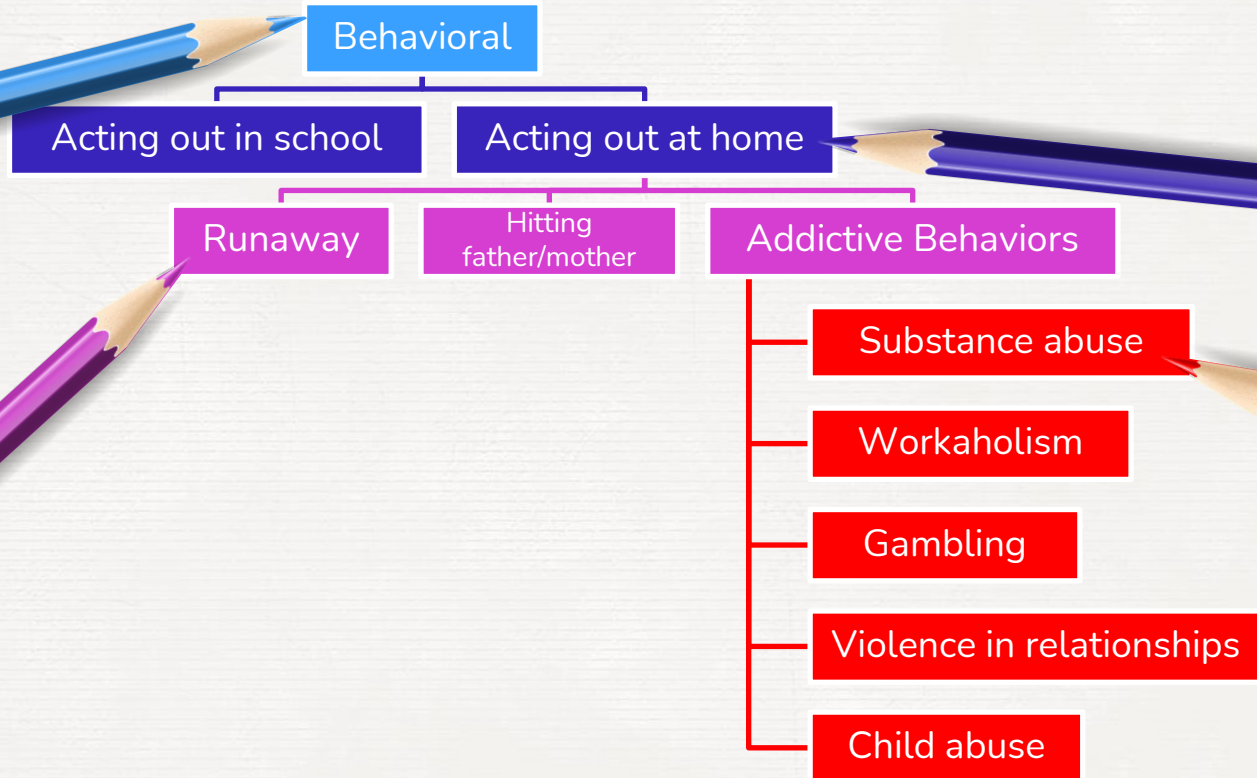 Behavioral
Acting out in school
Acting out at home
Runaway
Hitting
father/mother
Addictive Behaviors
Substance abuse
Workaholism
Gambling
Violence in relationships
Child abuse